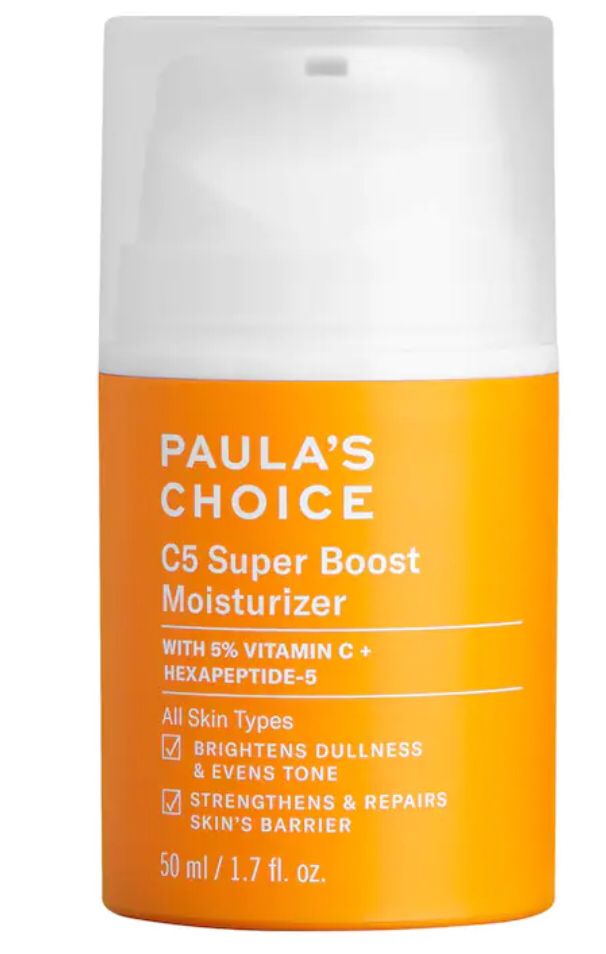 PAULA'S
CHOICE
C5 Super Boost
Moisturizer
WITH 5% VITAMIN C +
HEXAPEPTIDE-5
All Skin Types
☑ BRIGHTENS DULLNESS
& EVENS TONE
☑ STRENGTHENS & REPAIRS
SKIN'S BARRIER
50 ml / 1.7 fl. oz.